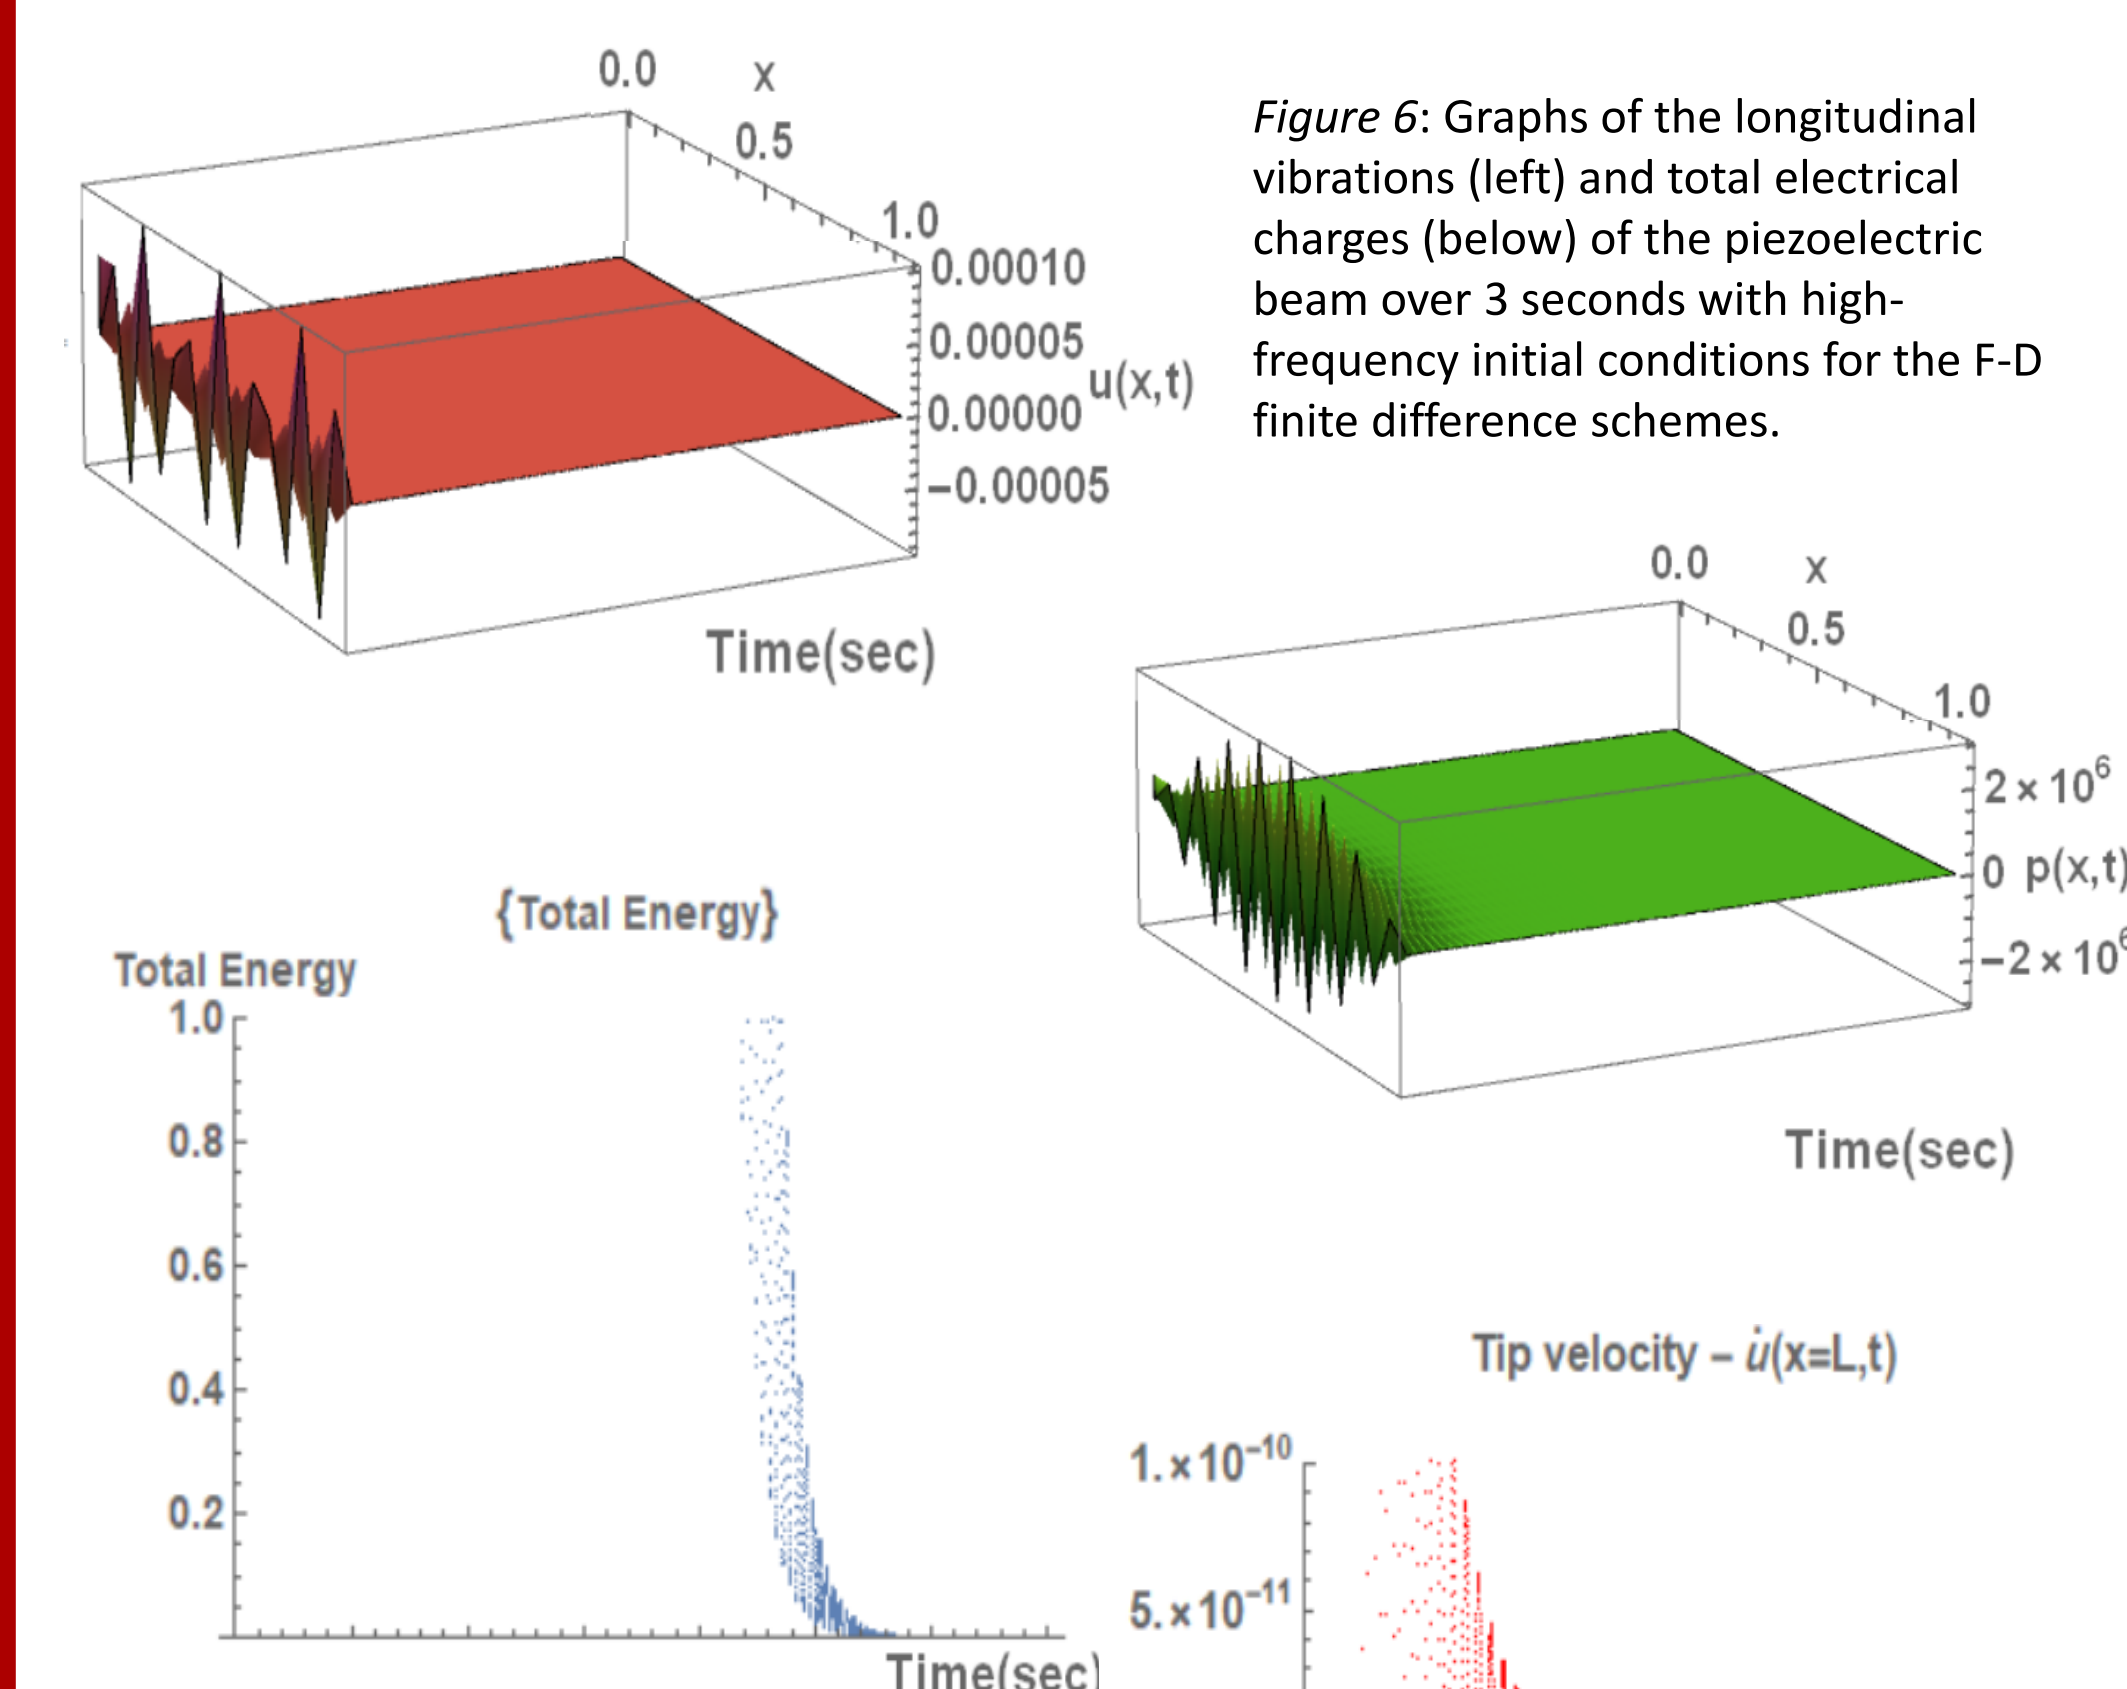 0.0
x
0.5
1.0
0.00010
0.00005
u(x,t)
0.00000
−0.00005
Time(sec)
Figure 6: Graphs of the longitudinal
vibrations (left) and total electrical
charges (below) of the piezoelectric
beam over 3 seconds with high-
frequency initial conditions for the F-D
finite difference schemes.
0.0
x
0.5
1.0
2×10⁶
0 p(x,t)
−2×10⁶
Time(sec)
{Total Energy}
Total Energy
1.0
0.8
0.6
0.4
0.2
Time(sec)
Tip velocity – u̇(x=L,t)
1.×10⁻¹⁰
5.×10⁻¹¹